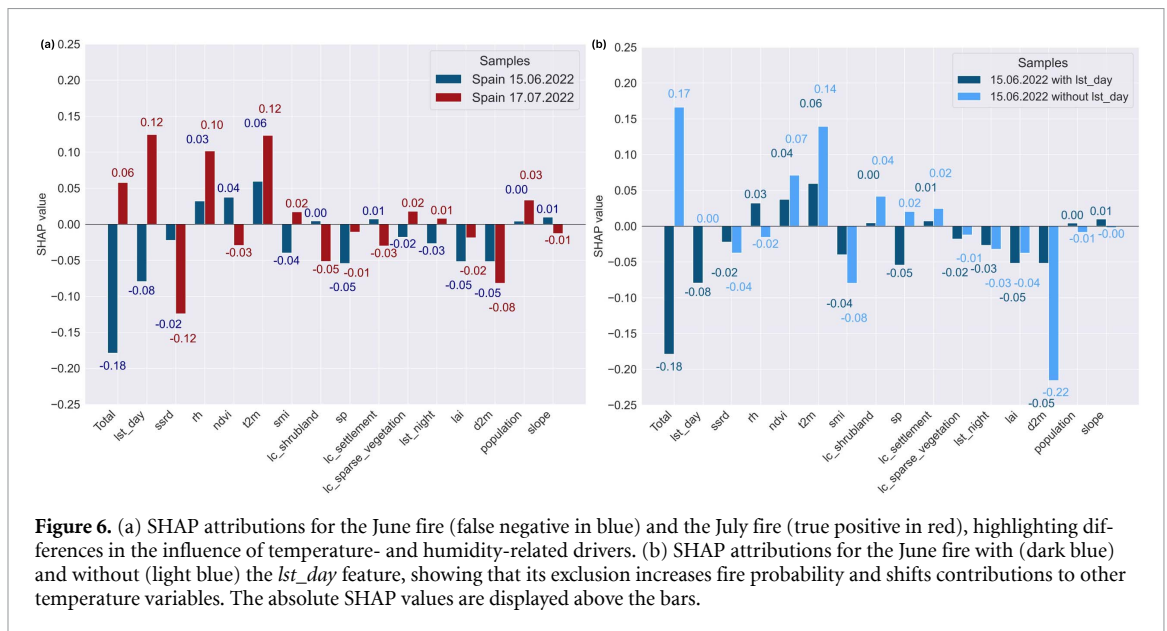 (a)
0.25
0.20
0.15
0.10
0.05
0.00
−0.05
−0.10
−0.15
−0.20
−0.25
SHAP value
Samples
Spain 15.06.2022
Spain 17.07.2022
-0.18
0.06
-0.08
0.12
-0.02
-0.12
0.03
0.10
0.04
-0.03
0.06
0.12
-0.04
0.02
0.00
-0.05
-0.05
-0.01
0.01
-0.03
-0.02
0.02
-0.03
0.01
-0.05
-0.02
-0.05
-0.08
0.00
0.03
0.01
-0.01
Total
lst_day
ssrd
rh
ndvi
t2m
smi
lc_shrubland
sp
lc_settlement
lc_sparse_vegetation
lst_night
lai
d2m
population
slope
(b)
0.25
0.20
0.15
0.10
0.05
0.00
−0.05
−0.10
−0.15
−0.20
−0.25
SHAP value
Samples
15.06.2022 with lst_day
15.06.2022 without lst_day
-0.18
0.17
-0.08
0.00
-0.02
-0.04
0.03
-0.02
0.04
0.07
0.06
0.14
-0.04
-0.08
0.00
0.04
-0.05
0.02
0.01
0.02
-0.02
-0.01
-0.03
-0.03
-0.05
-0.04
-0.05
-0.22
0.00
-0.01
0.01
-0.00
Total
lst_day
ssrd
rh
ndvi
t2m
smi
lc_shrubland
sp
lc_settlement
lc_sparse_vegetation
lst_night
lai
d2m
population
slope
Figure 6. (a) SHAP attributions for the June fire (false negative in blue) and the July fire (true positive in red), highlighting dif-
ferences in the influence of temperature- and humidity-related drivers. (b) SHAP attributions for the June fire with (dark blue)
and without (light blue) the lst_day feature, showing that its exclusion increases fire probability and shifts contributions to other
temperature variables. The absolute SHAP values are displayed above the bars.